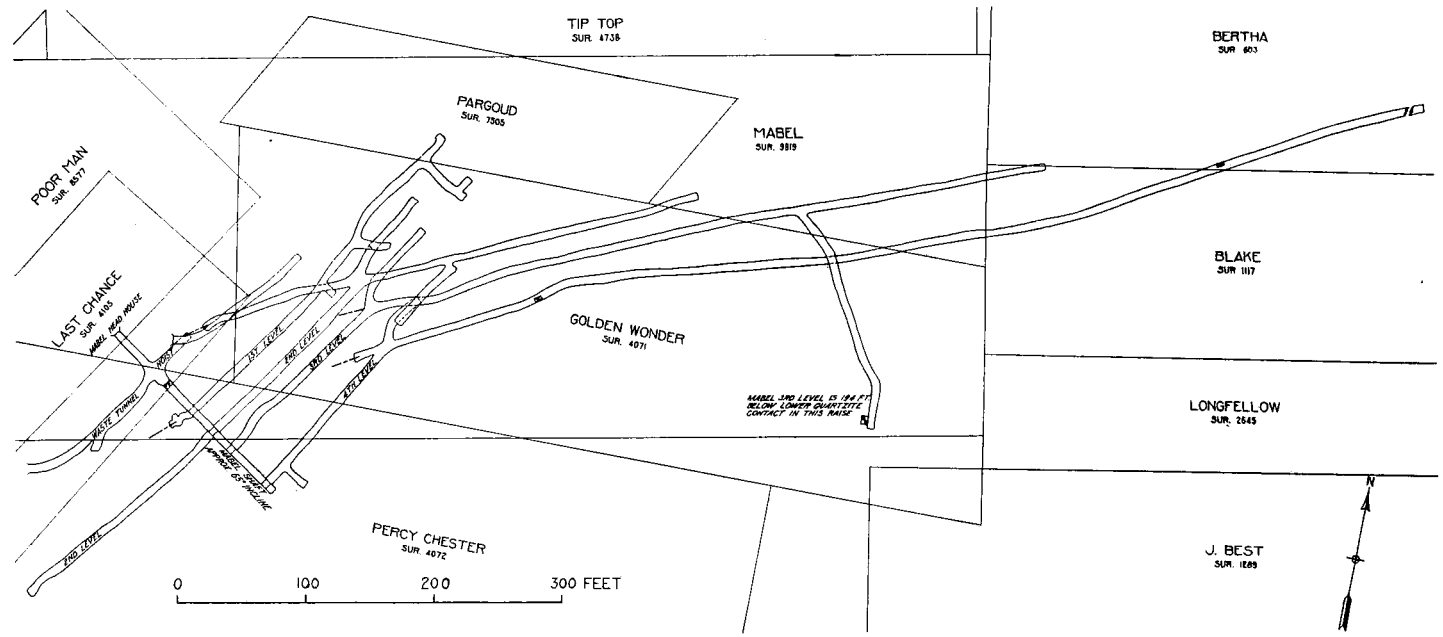 TIP TOP
SUR. 4738
BERTHA
SUR 603
PARGOUD
SUR. 7505
MABEL
SUR. 9819
POOR MAN
SUR. 8577
BLAKE
SUR 1117
LAST CHANCE
SUR. 4105
MABEL HEAD HOUSE
HOIST
1ST LEVEL
2ND LEVEL
3RD LEVEL
4TH LEVEL
GOLDEN WONDER
SUR. 4071
WASTE TUNNEL
MABEL 3RD LEVEL IS 194 FT.
BELOW LOWER QUARTZITE
CONTACT IN THIS RAISE
LONGFELLOW
SUR. 2645
MABEL SHAFT
APPROX 65° INCLINE
N
2ND LEVEL
PERCY CHESTER
SUR. 4072
J. BEST
SUR. 1289
0 100 200 300 FEET